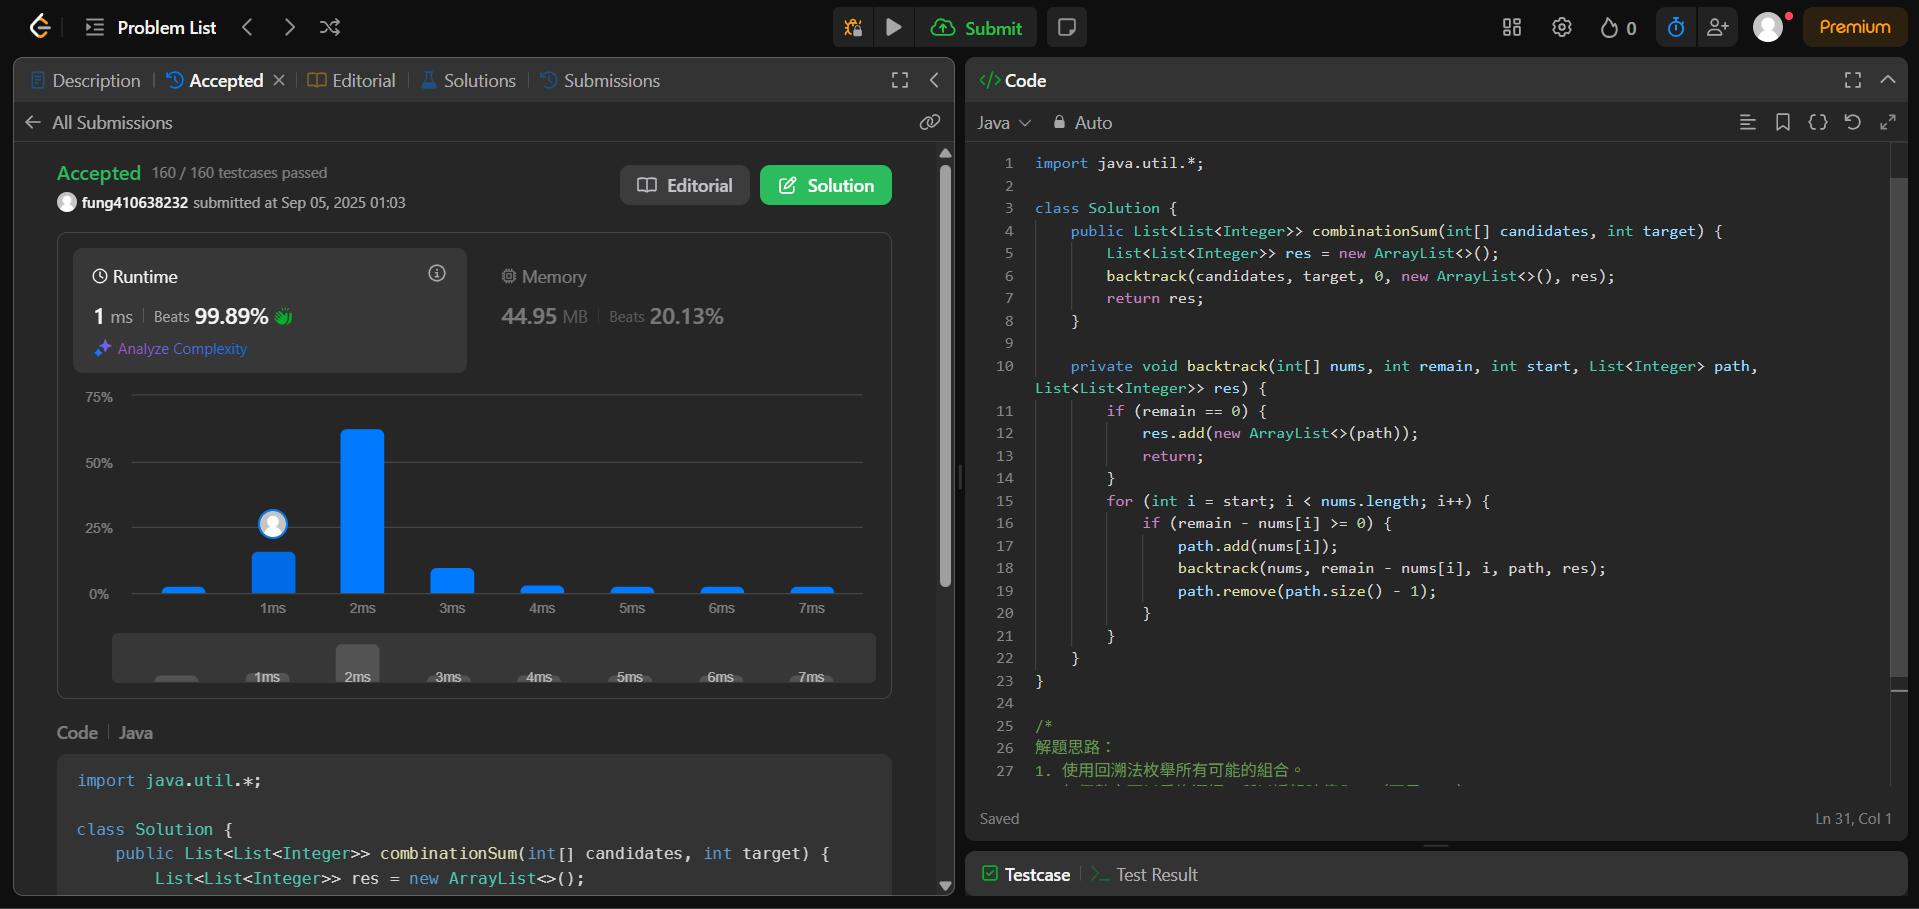 Problem List
Submit
0
Premium
Description
Accepted
Editorial
Solutions
Submissions
All Submissions
Accepted 160 / 160 testcases passed
fung410638232 submitted at Sep 05, 2025 01:03
Editorial
Solution
Runtime
1 ms Beats 99.89%
Analyze Complexity
Memory
44.95 MB Beats 20.13%
75%
50%
25%
0%
1ms 2ms 3ms 4ms 5ms 6ms 7ms
1ms 2ms 3ms 4ms 5ms 6ms 7ms
Code Java
import java.util.*;
class Solution {
public List<List<Integer>> combinationSum(int[] candidates, int target) {
List<List<Integer>> res = new ArrayList<>();
</> Code
Java Auto
1 import java.util.*;
2
3 class Solution {
4 public List<List<Integer>> combinationSum(int[] candidates, int target) {
5 List<List<Integer>> res = new ArrayList<>();
6 backtrack(candidates, target, 0, new ArrayList<>(), res);
7 return res;
8 }
9
10 private void backtrack(int[] nums, int remain, int start, List<Integer> path,
List<List<Integer>> res) {
11 if (remain == 0) {
12 res.add(new ArrayList<>(path));
13 return;
14 }
15 for (int i = start; i < nums.length; i++) {
16 if (remain - nums[i] >= 0) {
17 path.add(nums[i]);
18 backtrack(nums, remain - nums[i], i, path, res);
19 path.remove(path.size() - 1);
20 }
21 }
22 }
23 }
24
25 /*
26 解題思路：
27 1. 使用回溯法枚舉所有可能的組合。
Saved
Ln 31, Col 1
Testcase
Test Result